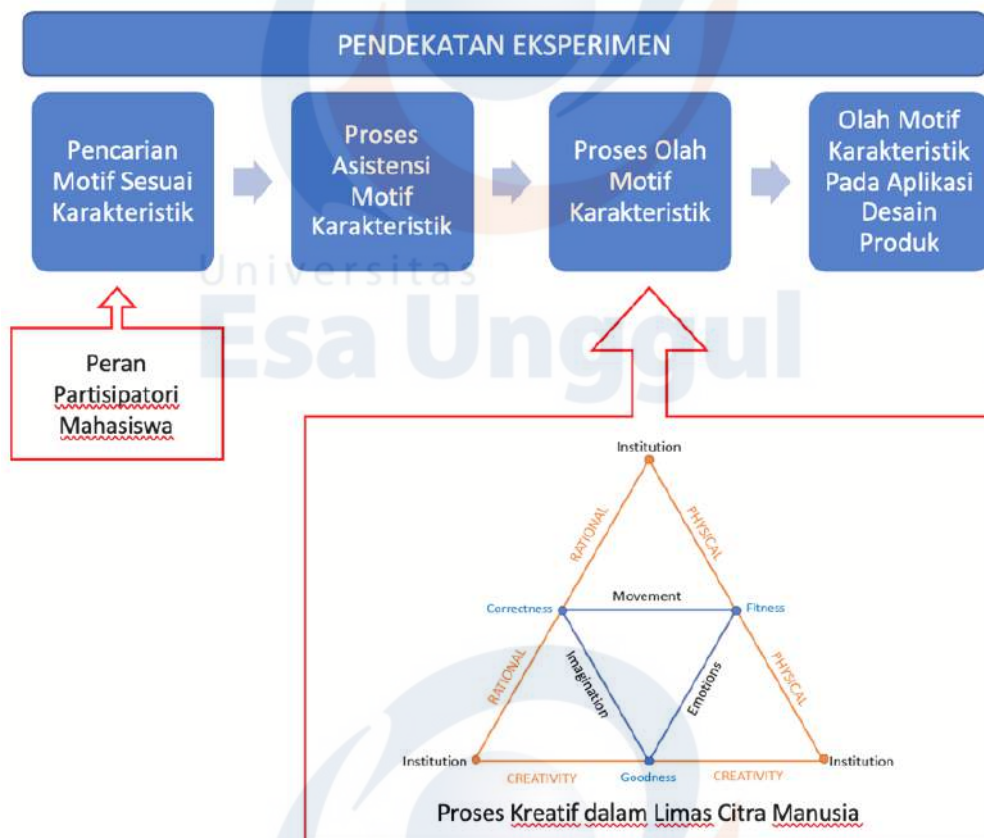 PENDEKATAN EKSPERIMEN
Pencarian
Motif Sesuai
Karakteristik
Proses
Asistensi
Motif
Karakteristik
Proses Olah
Motif
Karakteristik
Olah Motif
Karakteristik
Pada Aplikasi
Desain
Produk
Universitas
Esa Unggul
Peran
Partisipatori
Mahasiswa
Institution
RATIONAL
PHYSICAL
Correctness
Movement
Fitness
RATIONAL
Imagination
Emotions
PHYSICAL
Institution
CREATIVITY
Goodness
CREATIVITY
Institution
Proses Kreatif dalam Limas Citra Manusia